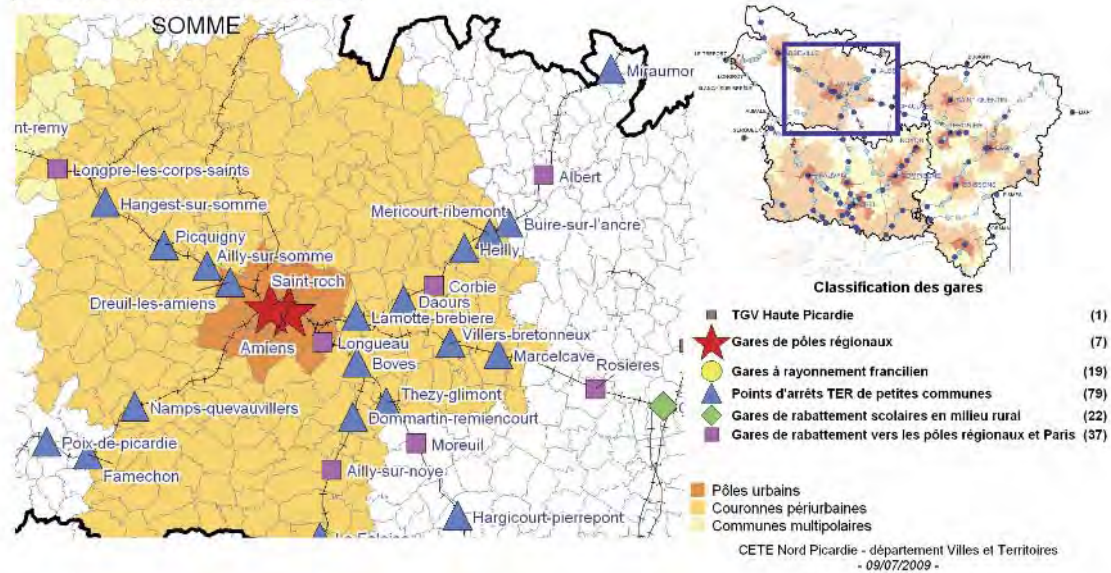 SOMME
Miraumor
nt-remy
Longpre-les-corps-saints
Albert
Hangest-sur-somme
Mericourt-ribemont
Buire-sur-l'ancre
Picquigny
Heilly
Ailly-sur-somme
Saint-roch
Corbie
Dreuil-les-amiens
Daours
Lamotte-brebiere
Villers-bretonneux
Amiens
Longueau
Marcelcave
Boves
Rosieres
Thezy-glimont
Namps-quevauvillers
Dommartin-remiencourt
Poix-de-picardie
Moreuil
Famechon
Ailly-sur-noye
Hargicourt-pierrepont
Classification des gares
TGV Haute Picardie (1)
Gares de pôles régionaux (7)
Gares à rayonnement francilien (19)
Points d'arrêts TER de petites communes (79)
Gares de rabattement scolaires en milieu rural (22)
Gares de rabattement vers les pôles régionaux et Paris (37)
Pôles urbains
Couronnes périurbaines
Communes multipolaires
CETE Nord Picardie - département Villes et Territoires
- 09/07/2009 -